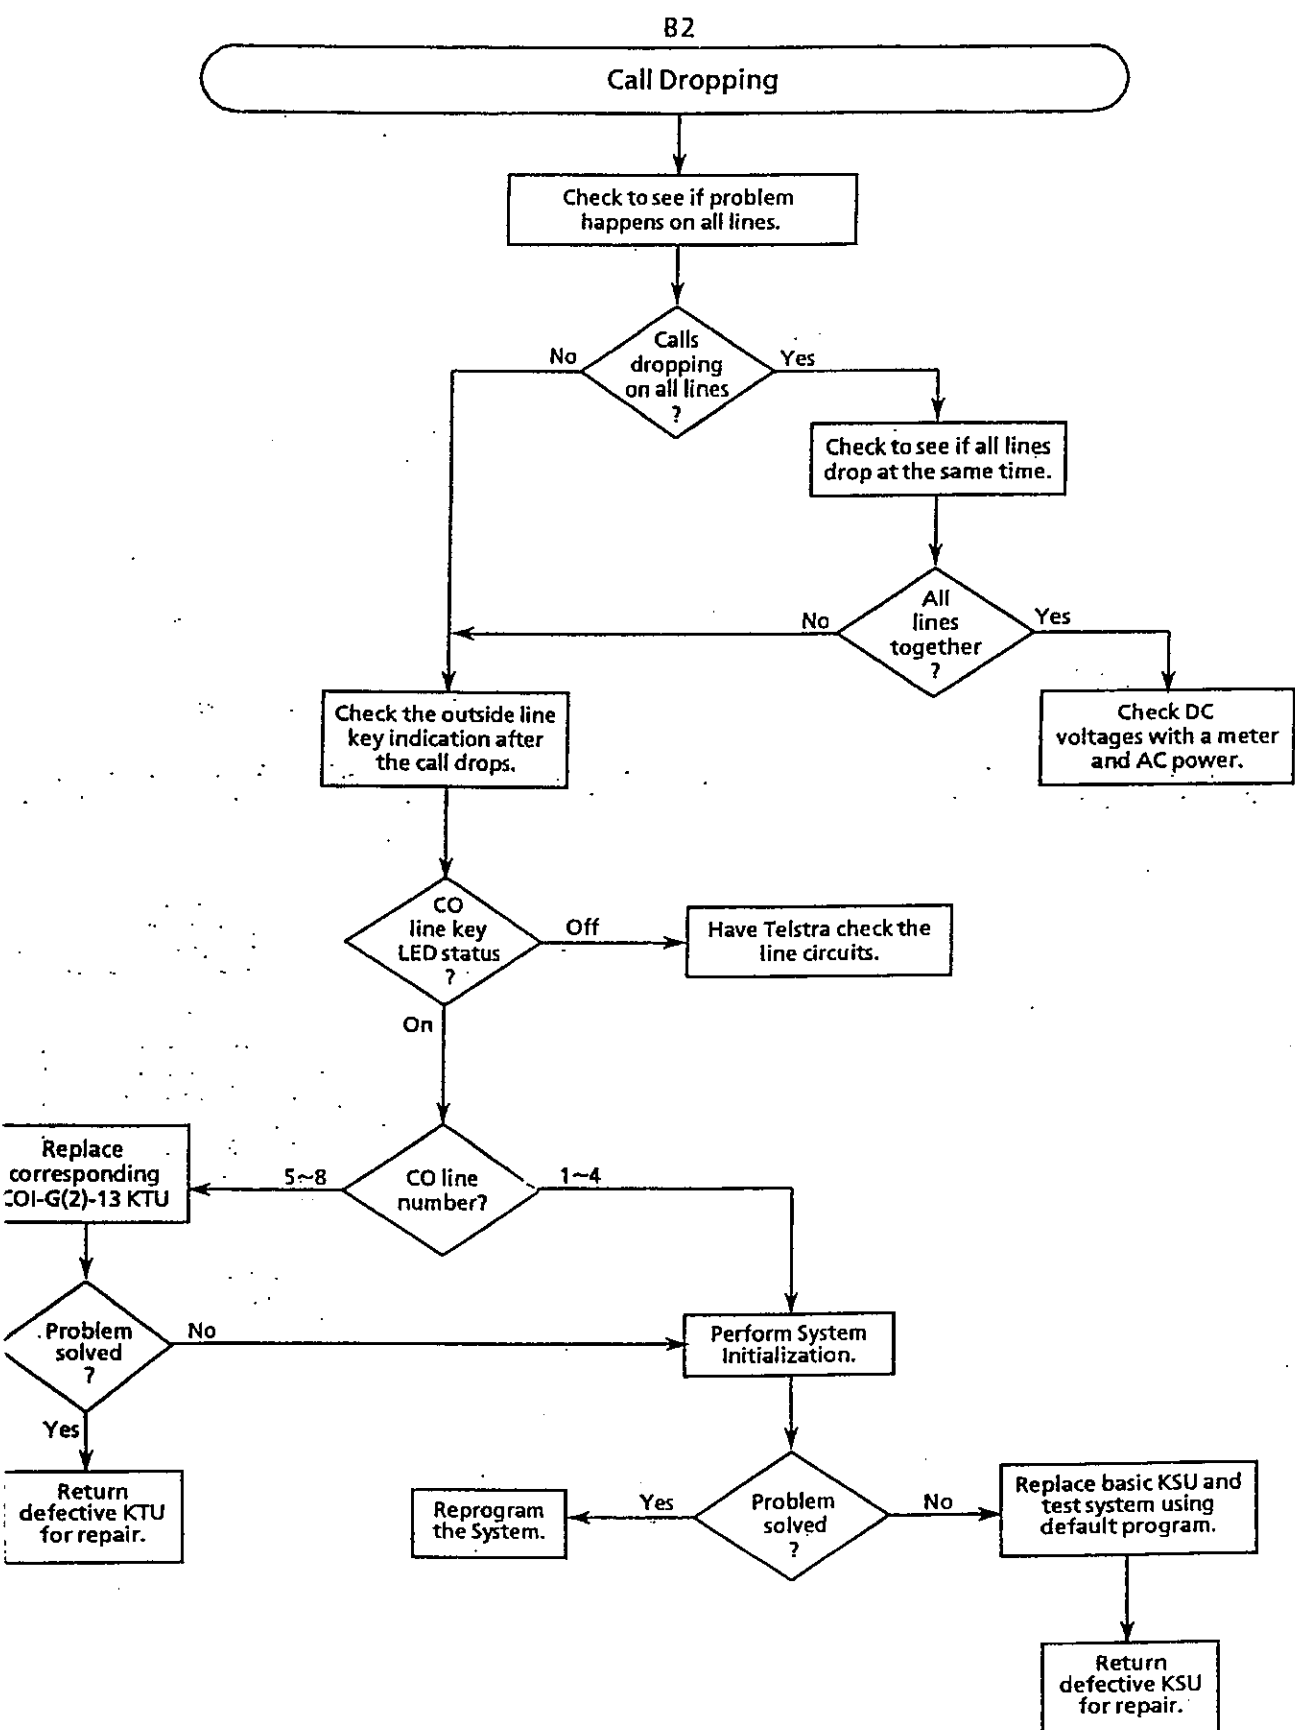 B2
Call Dropping
Check to see if problem
happens on all lines.
Calls
dropping
on all lines
?
No
Yes
Check to see if all lines
drop at the same time.
All
lines
together
?
No
Yes
Check the outside line
key indication after
the call drops.
Check DC
voltages with a meter
and AC power.
CO
line key
LED status
?
Off
Have Telstra check the
line circuits.
On
Replace
corresponding
COI-G(2)-13 KTU
5~8
CO line
number?
1~4
Problem
solved
?
No
Perform System
Initialization.
Yes
Return
defective KTU
for repair.
Reprogram
the System.
Yes
Problem
solved
?
No
Replace basic KSU and
test system using
default program.
Return
defective KSU
for repair.